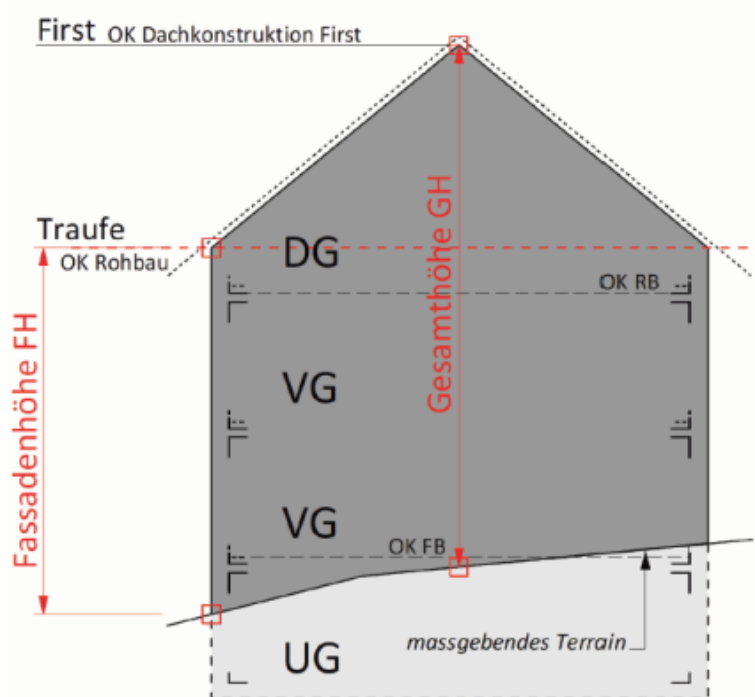 First OK Dachkonstruktion First
Traufe
OK Rohbau
DG
OK RB
Gesamthöhe GH
Fassadenhöhe FH
VG
VG
OK FB
massgebendes Terrain
UG